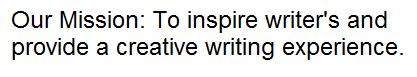 Our Mission: To inspire writer's and
provide a creative writing experience.